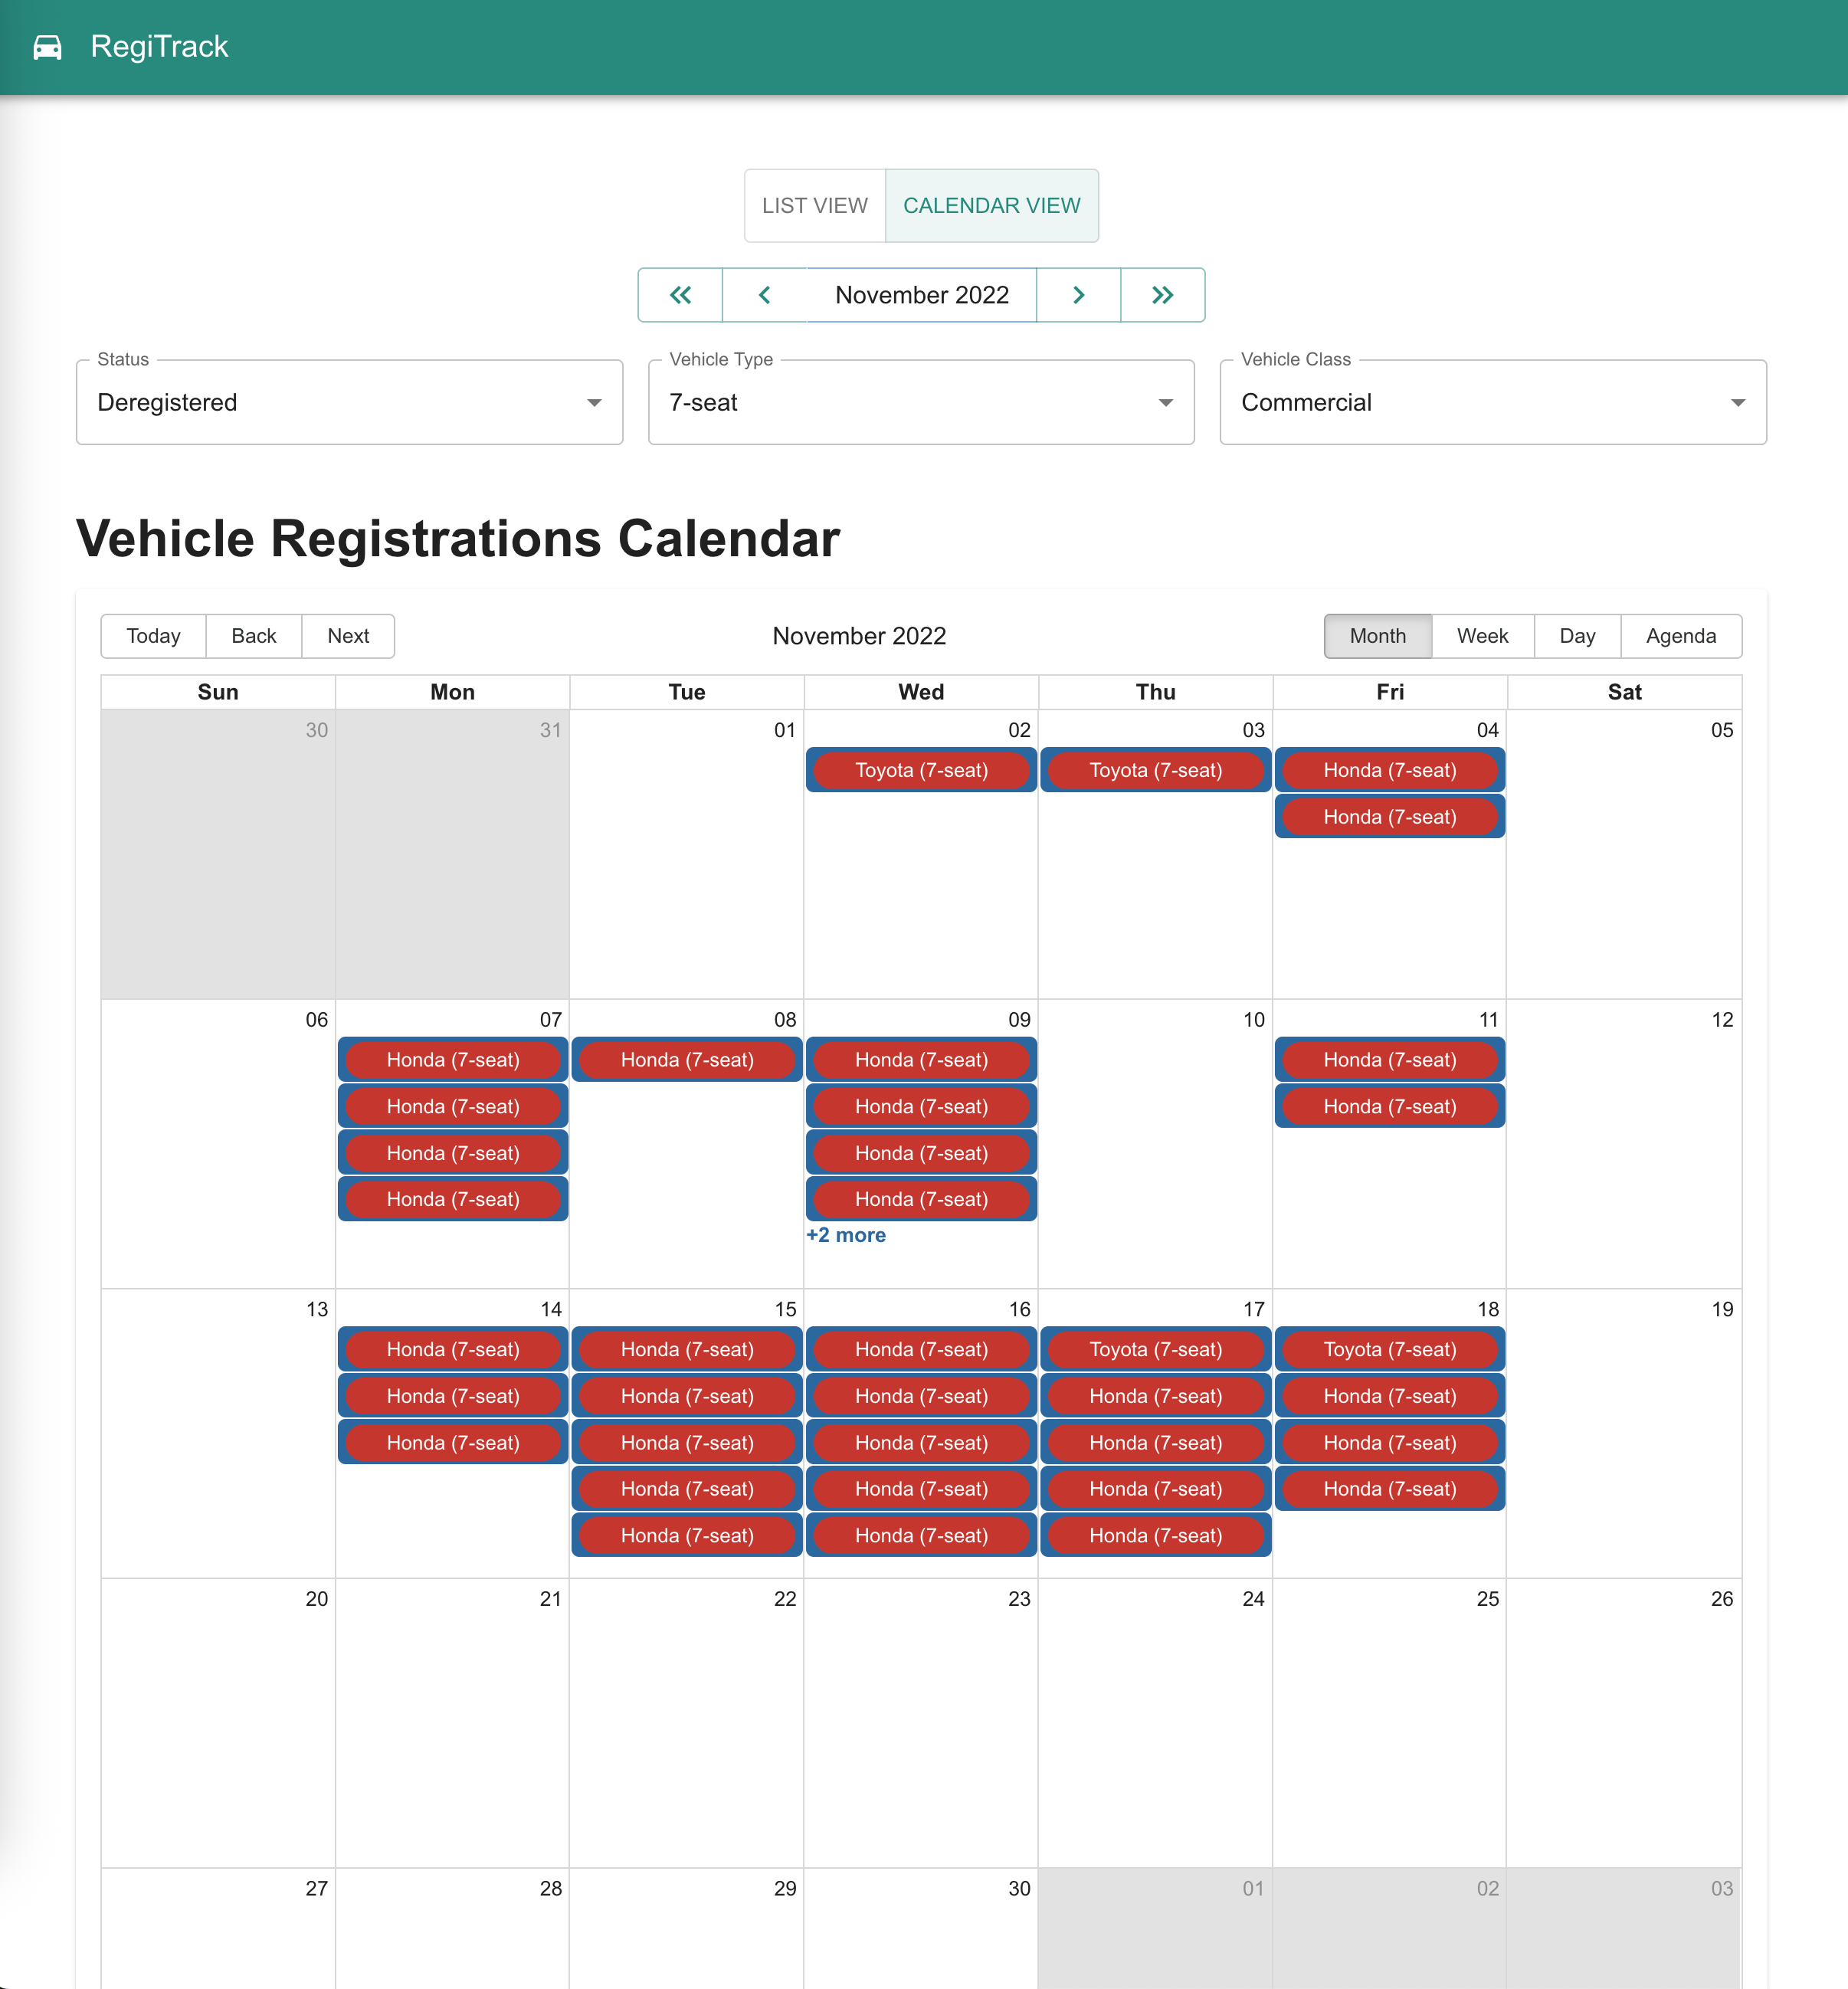 RegiTrack
LIST VIEW CALENDAR VIEW
November 2022
Status Vehicle Type Vehicle Class
Deregistered 7-seat Commercial
Vehicle Registrations Calendar
Today Back Next November 2022 Month Week Day Agenda
Sun Mon Tue Wed Thu Fri Sat
30 31 01 02 03 04 05
Toyota (7-seat) Toyota (7-seat) Honda (7-seat)
Honda (7-seat)
06 07 08 09 10 11 12
Honda (7-seat) Honda (7-seat) Honda (7-seat) Honda (7-seat)
Honda (7-seat) Honda (7-seat) Honda (7-seat)
Honda (7-seat) Honda (7-seat)
Honda (7-seat) Honda (7-seat)
+2 more
13 14 15 16 17 18 19
Honda (7-seat) Honda (7-seat) Honda (7-seat) Toyota (7-seat) Toyota (7-seat)
Honda (7-seat) Honda (7-seat) Honda (7-seat) Honda (7-seat) Honda (7-seat)
Honda (7-seat) Honda (7-seat) Honda (7-seat) Honda (7-seat) Honda (7-seat)
Honda (7-seat) Honda (7-seat) Honda (7-seat) Honda (7-seat)
Honda (7-seat) Honda (7-seat) Honda (7-seat)
20 21 22 23 24 25 26
27 28 29 30 01 02 03